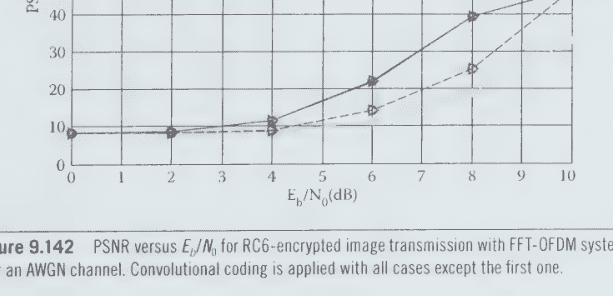 PS
40
30
20
10
0
0 1 2 3 4 5 6 7 8 9 10
E_b/N_0(dB)
ure 9.142 PSNR versus E_b/N_0 for RC6-encrypted image transmission with FFT-OFDM syste
an AWGN channel. Convolutional coding is applied with all cases except the first one.